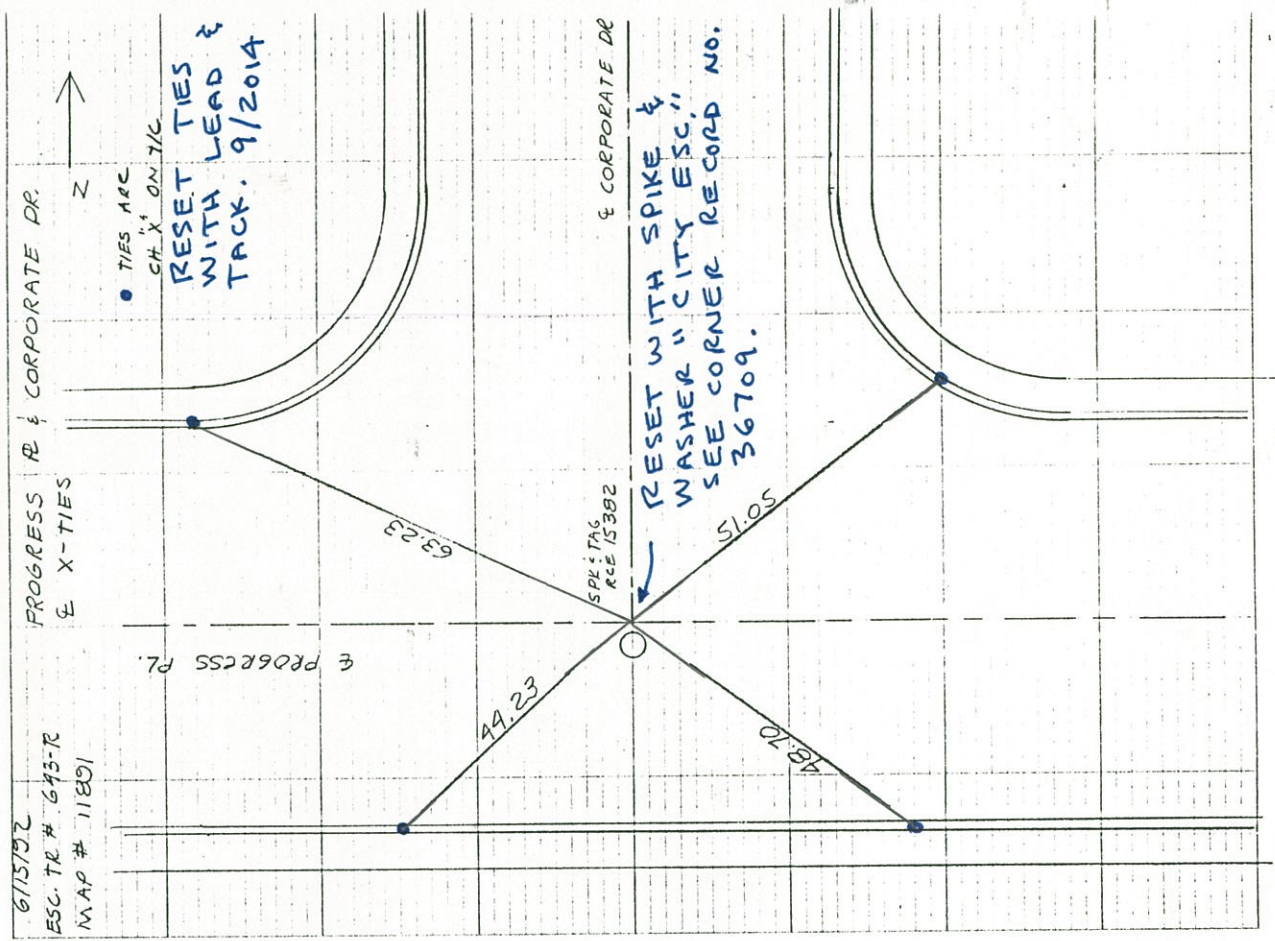 6/15/92
ESC. TR # 693-R
MAP # 11891
PROGRESS PL & CORPORATE DR.
℄ X-TIES
N
• TIES ARE
CH "X" ON T/C
RESET TIES
WITH LEAD &
TACK. 9/2014
63.23
℄ PROGRESS PL.
44.23
SPK & TAG
RCE 15382
℄ CORPORATE DR
RESET WITH SPIKE &
WASHER "CITY ESC."
SEE CORNER RECORD NO.
36709.
51.05
48.70